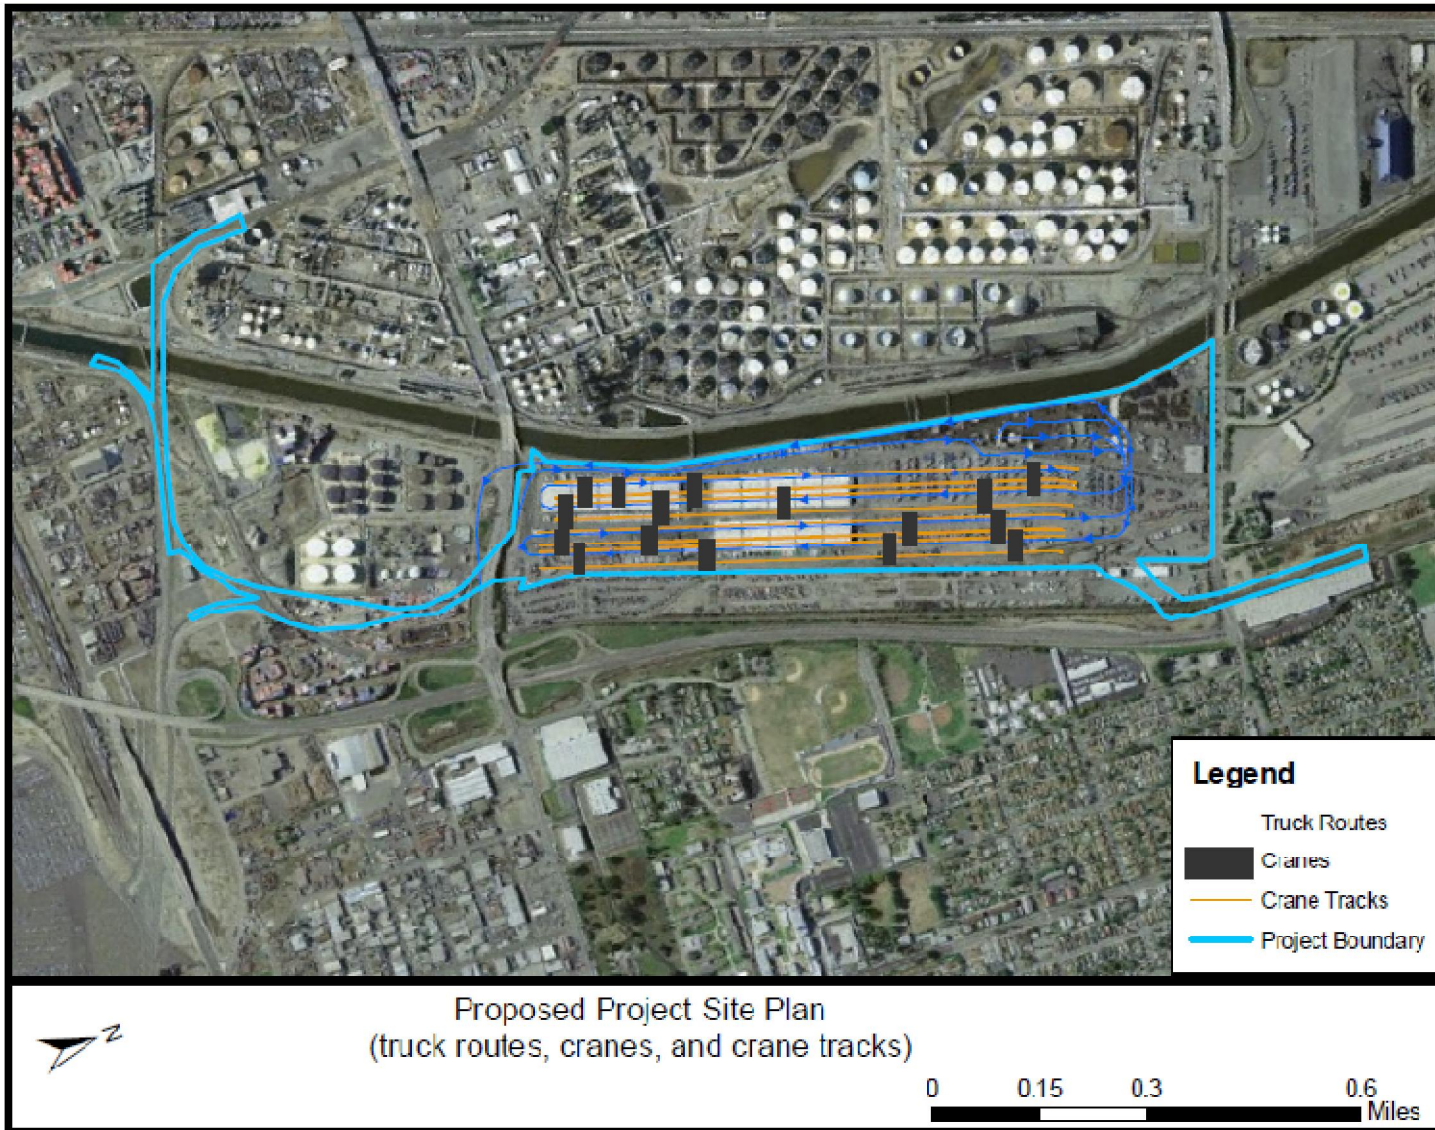 Legend
Truck Routes
Cranes
Crane Tracks
Project Boundary
Proposed Project Site Plan
(truck routes, cranes, and crane tracks)
N
0 0.15 0.3 0.6
Miles